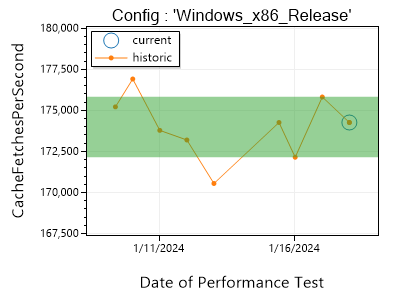 Config : 'Windows_x86_Release'
current
historic
CacheFetchesPerSecond
180,000
177,500
175,000
172,500
170,000
167,500
1/11/2024
1/16/2024
Date of Performance Test